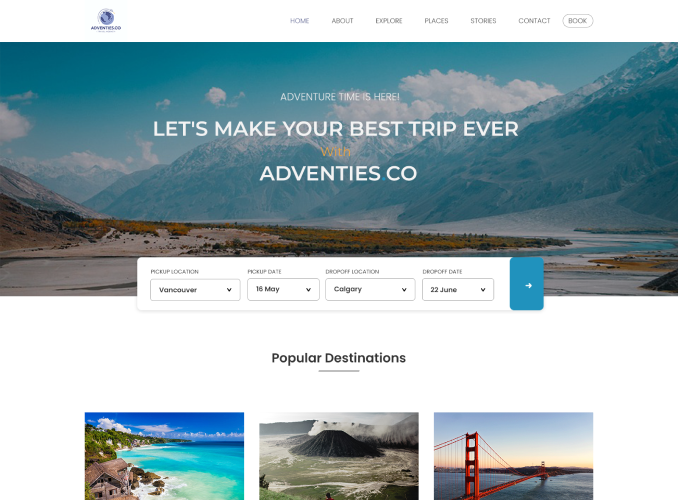 ADVENTIES.CO
HOME
ABOUT
EXPLORE
PLACES
STORIES
CONTACT
BOOK
ADVENTURE TIME IS HERE!
LET'S MAKE YOUR BEST TRIP EVER
With
ADVENTIES CO
PICKUP LOCATION
PICKUP DATE
DROPOFF LOCATION
DROPOFF DATE
Vancouver
16 May
Calgary
22 June
Popular Destinations